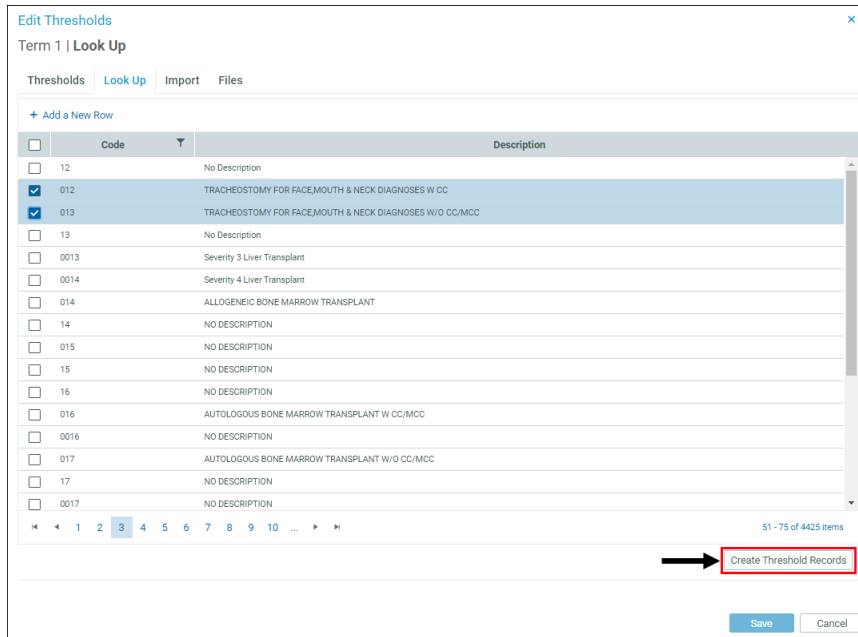 Edit Thresholds
×
Term 1 | Look Up
Thresholds Look Up Import Files
+ Add a New Row
Code Description
12 No Description
012 TRACHEOSTOMY FOR FACE,MOUTH & NECK DIAGNOSES W CC
013 TRACHEOSTOMY FOR FACE,MOUTH & NECK DIAGNOSES W/O CC/MCC
13 No Description
0013 Severity 3 Liver Transplant
0014 Severity 4 Liver Transplant
014 ALLOGENEIC BONE MARROW TRANSPLANT
14 NO DESCRIPTION
015 NO DESCRIPTION
15 NO DESCRIPTION
16 NO DESCRIPTION
016 AUTOLOGOUS BONE MARROW TRANSPLANT W CC/MCC
0016 NO DESCRIPTION
017 AUTOLOGOUS BONE MARROW TRANSPLANT W/O CC/MCC
17 NO DESCRIPTION
0017 NO DESCRIPTION
1 2 3 4 5 6 7 8 9 10 ... 51 - 75 of 4425 items
Create Threshold Records
Save Cancel